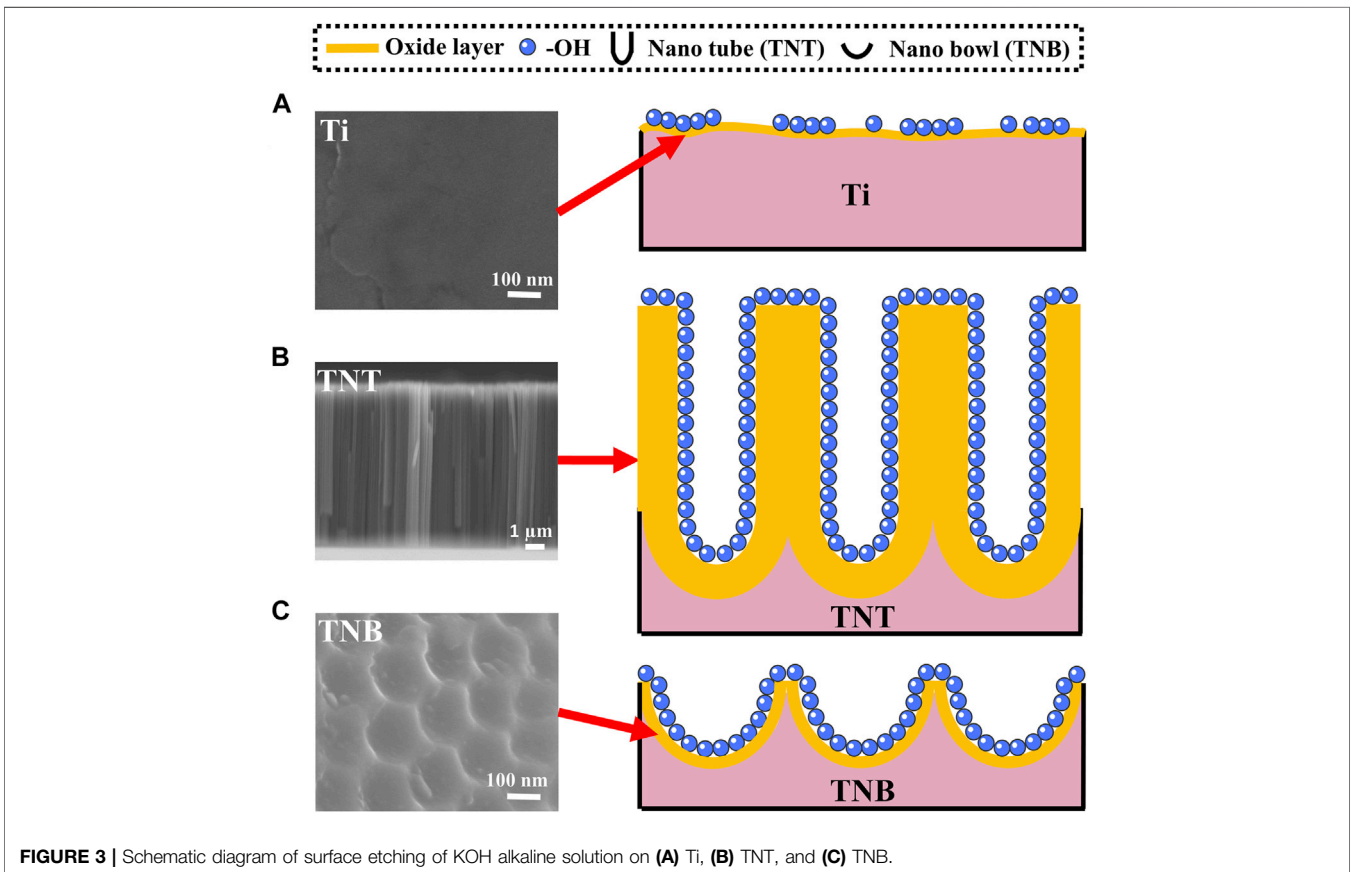 Oxide layer -OH Nano tube (TNT) Nano bowl (TNB)
A
Ti
100 nm
Ti
B
TNT
1 µm
TNT
C
TNB
100 nm
TNB
FIGURE 3 | Schematic diagram of surface etching of KOH alkaline solution on (A) Ti, (B) TNT, and (C) TNB.